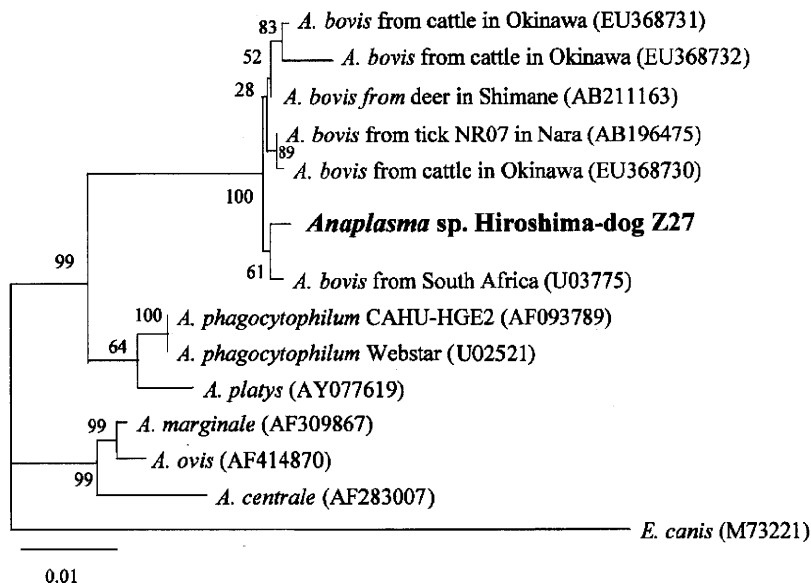 83
A. bovis from cattle in Okinawa (EU368731)
52
A. bovis from cattle in Okinawa (EU368732)
28
A. bovis from deer in Shimane (AB211163)
A. bovis from tick NR07 in Nara (AB196475)
89
A. bovis from cattle in Okinawa (EU368730)
100
Anaplasma sp. Hiroshima-dog Z27
99
61
A. bovis from South Africa (U03775)
100
A. phagocytophilum CAHU-HGE2 (AF093789)
64
A. phagocytophilum Webstar (U02521)
A. platys (AY077619)
99
A. marginale (AF309867)
A. ovis (AF414870)
99
A. centrale (AF283007)
E. canis (M73221)
0.01